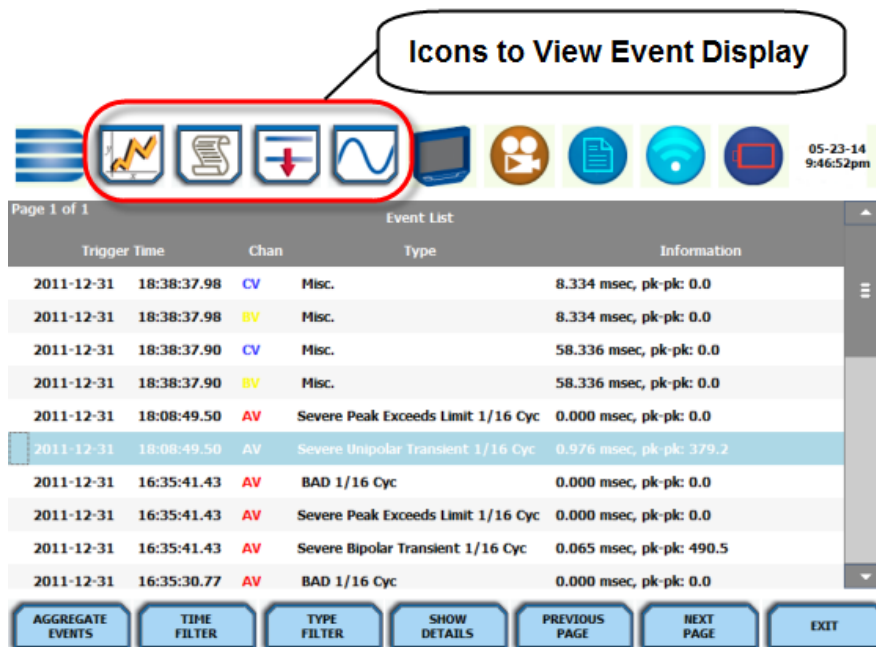 Icons to View Event Display
05-23-14
9:46:52pm
Page 1 of 1
Event List
Trigger Time Chan Type Information
2011-12-31 18:38:37.98 CV Misc. 8.334 msec, pk-pk: 0.0
2011-12-31 18:38:37.98 BV Misc. 8.334 msec, pk-pk: 0.0
2011-12-31 18:38:37.90 CV Misc. 58.336 msec, pk-pk: 0.0
2011-12-31 18:38:37.90 BV Misc. 58.336 msec, pk-pk: 0.0
2011-12-31 18:08:49.50 AV Severe Peak Exceeds Limit 1/16 Cyc 0.000 msec, pk-pk: 0.0
2011-12-31 18:08:49.50 AV Severe Unipolar Transient 1/16 Cyc 0.976 msec, pk-pk: 379.2
2011-12-31 16:35:41.43 AV BAD 1/16 Cyc 0.000 msec, pk-pk: 0.0
2011-12-31 16:35:41.43 AV Severe Peak Exceeds Limit 1/16 Cyc 0.000 msec, pk-pk: 0.0
2011-12-31 16:35:41.43 AV Severe Bipolar Transient 1/16 Cyc 0.065 msec, pk-pk: 490.5
2011-12-31 16:35:30.77 AV BAD 1/16 Cyc 0.000 msec, pk-pk: 0.0
AGGREGATE EVENTS
TIME FILTER
TYPE FILTER
SHOW DETAILS
PREVIOUS PAGE
NEXT PAGE
EXIT